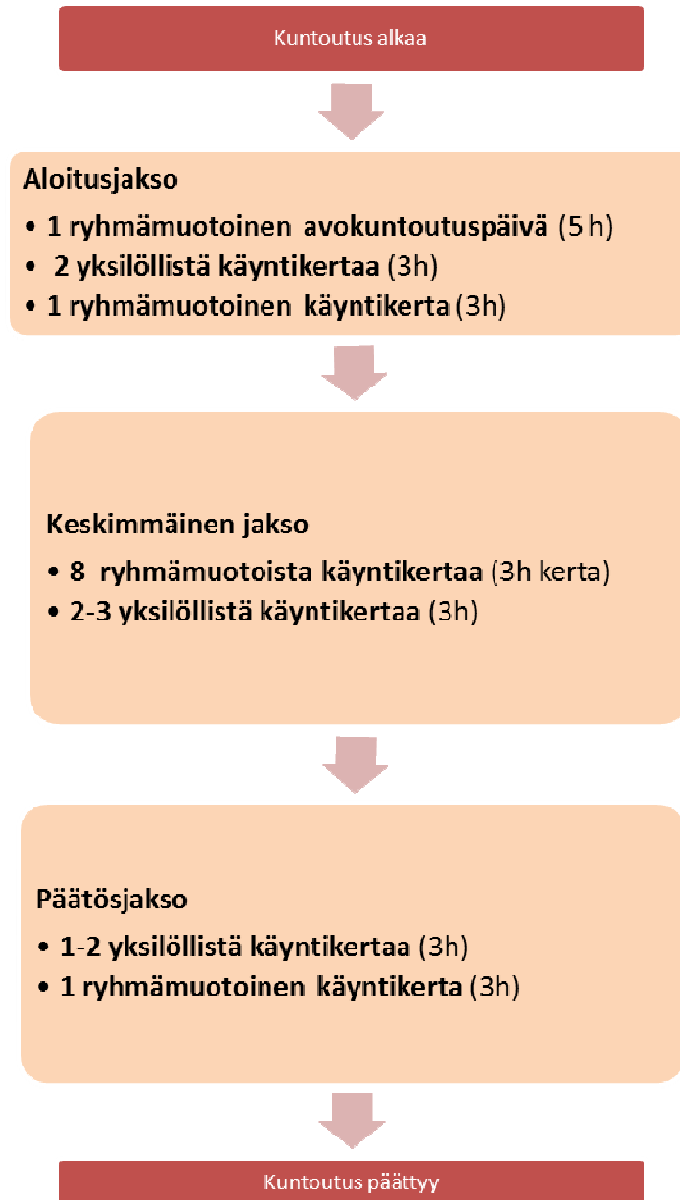 Kuntoutus alkaa
Aloitusjakso
• 1 ryhmämuotoinen avokuntoutuspäivä (5 h)
• 2 yksilöllistä käyntikertaa (3h)
• 1 ryhmämuotoinen käyntikerta (3h)
Keskimmäinen jakso
• 8 ryhmämuotoista käyntikertaa (3h kerta)
• 2-3 yksilöllistä käyntikertaa (3h)
Päätösjakso
• 1-2 yksilöllistä käyntikertaa (3h)
• 1 ryhmämuotoinen käyntikerta (3h)
Kuntoutus päättyy